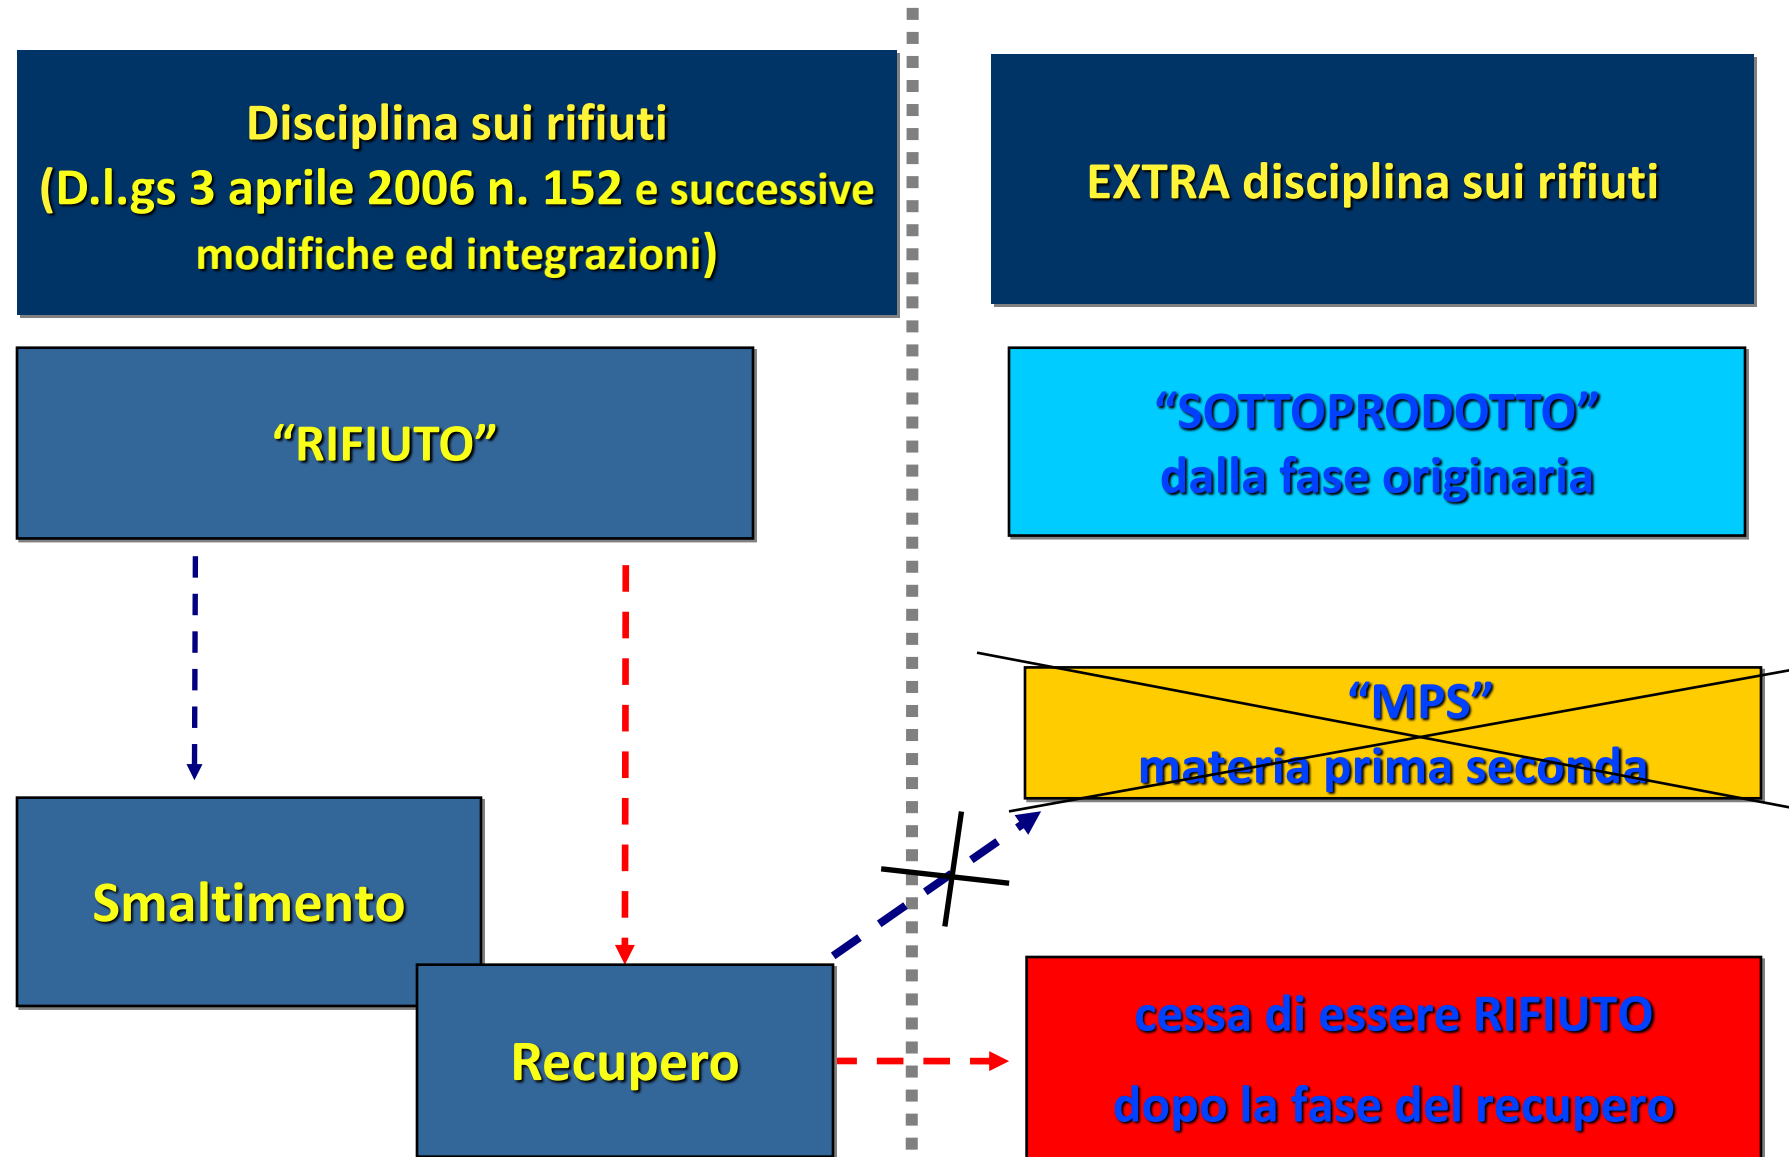 Disciplina sui rifiuti
(D.l.gs 3 aprile 2006 n. 152 e successive
modifiche ed integrazioni)
EXTRA disciplina sui rifiuti
“RIFIUTO”
“SOTTOPRODOTTO”
dalla fase originaria
“MPS”
materia prima seconda
Smaltimento
Recupero
cessa di essere RIFIUTO
dopo la fase del recupero